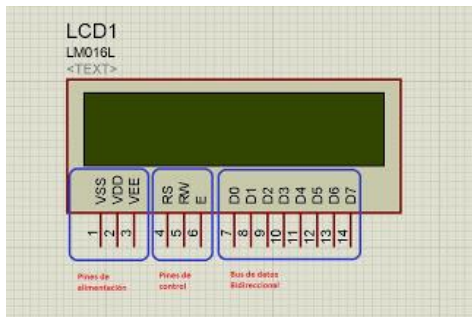 LCD1
LM016L
<TEXT>
VSS
VDD
VEE
RS
RW
E
D0
D1
D2
D3
D4
D5
D6
D7
1
2
3
4
5
6
7
8
9
10
11
12
13
14
Pines de
alimentación
Pines de
control
Bus de datos
Bidireccional